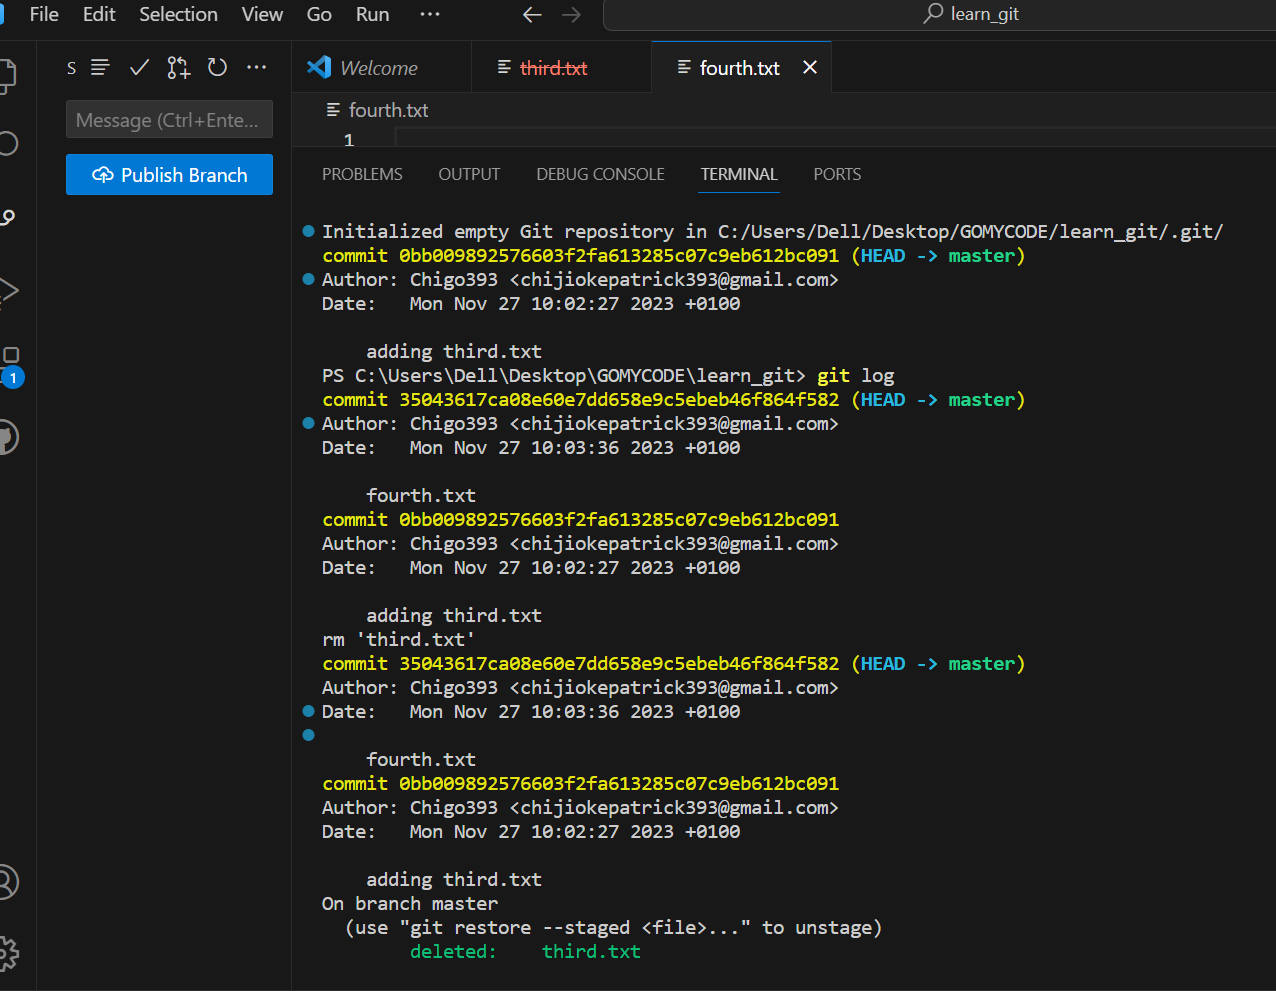 File Edit Selection View Go Run ···
learn_git
S
Message (Ctrl+Ente...
Publish Branch
1
Welcome
third.txt
fourth.txt
fourth.txt
1
PROBLEMS OUTPUT DEBUG CONSOLE TERMINAL PORTS
Initialized empty Git repository in C:/Users/Dell/Desktop/GOMYCODE/learn_git/.git/
commit 0bb009892576603f2fa613285c07c9eb612bc091 (HEAD -> master)
Author: Chigo393 <chijiokepatrick393@gmail.com>
Date:   Mon Nov 27 10:02:27 2023 +0100
adding third.txt
PS C:\Users\Dell\Desktop\GOMYCODE\learn_git> git log
commit 35043617ca08e60e7dd658e9c5ebeb46f864f582 (HEAD -> master)
Author: Chigo393 <chijiokepatrick393@gmail.com>
Date:   Mon Nov 27 10:03:36 2023 +0100
fourth.txt
commit 0bb009892576603f2fa613285c07c9eb612bc091
Author: Chigo393 <chijiokepatrick393@gmail.com>
Date:   Mon Nov 27 10:02:27 2023 +0100
adding third.txt
rm 'third.txt'
commit 35043617ca08e60e7dd658e9c5ebeb46f864f582 (HEAD -> master)
Author: Chigo393 <chijiokepatrick393@gmail.com>
Date:   Mon Nov 27 10:03:36 2023 +0100
fourth.txt
commit 0bb009892576603f2fa613285c07c9eb612bc091
Author: Chigo393 <chijiokepatrick393@gmail.com>
Date:   Mon Nov 27 10:02:27 2023 +0100
adding third.txt
On branch master
(use "git restore --staged <file>..." to unstage)
deleted:    third.txt